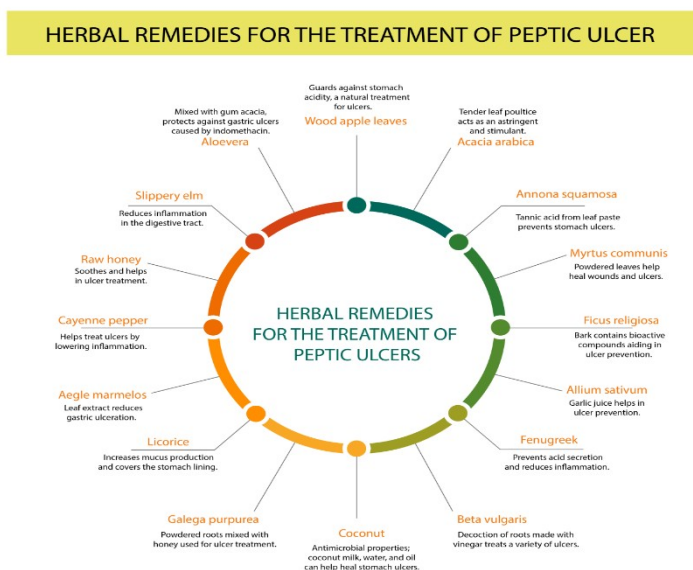 HERBAL REMEDIES FOR THE TREATMENT OF PEPTIC ULCER
Guards against stomach
acidity, a natural treatment
for ulcers.
Wood apple leaves
Tender leaf poultice
acts as an astringent
and stimulant.
Acacia arabica
Annona squamosa
Tannic acid from leaf paste
prevents stomach ulcers.
Myrtus communis
Powdered leaves help
heal wounds and ulcers.
Ficus religiosa
Bark contains bioactive
compounds aiding in
ulcer prevention.
Allium sativum
Garlic juice helps in
ulcer prevention.
Fenugreek
Prevents acid secretion
and reduces inflammation.
Beta vulgaris
Decoction of roots made with
vinegar treats a variety of ulcers.
Coconut
Antimicrobial properties;
coconut milk, water, and oil
can help heal stomach ulcers.
Galega purpurea
Powdered roots mixed with
honey used for ulcer treatment.
Licorice
Increases mucus production
and covers the stomach lining.
Aegle marmelos
Leaf extract reduces
gastric ulceration.
Cayenne pepper
Helps treat ulcers by
lowering inflammation.
Raw honey
Soothes and helps
in ulcer treatment.
Slippery elm
Reduces inflammation
in the digestive tract.
Mixed with gum acacia,
protects against gastric ulcers
caused by indomethacin.
Aloevera
HERBAL REMEDIES
FOR THE TREATMENT OF
PEPTIC ULCERS